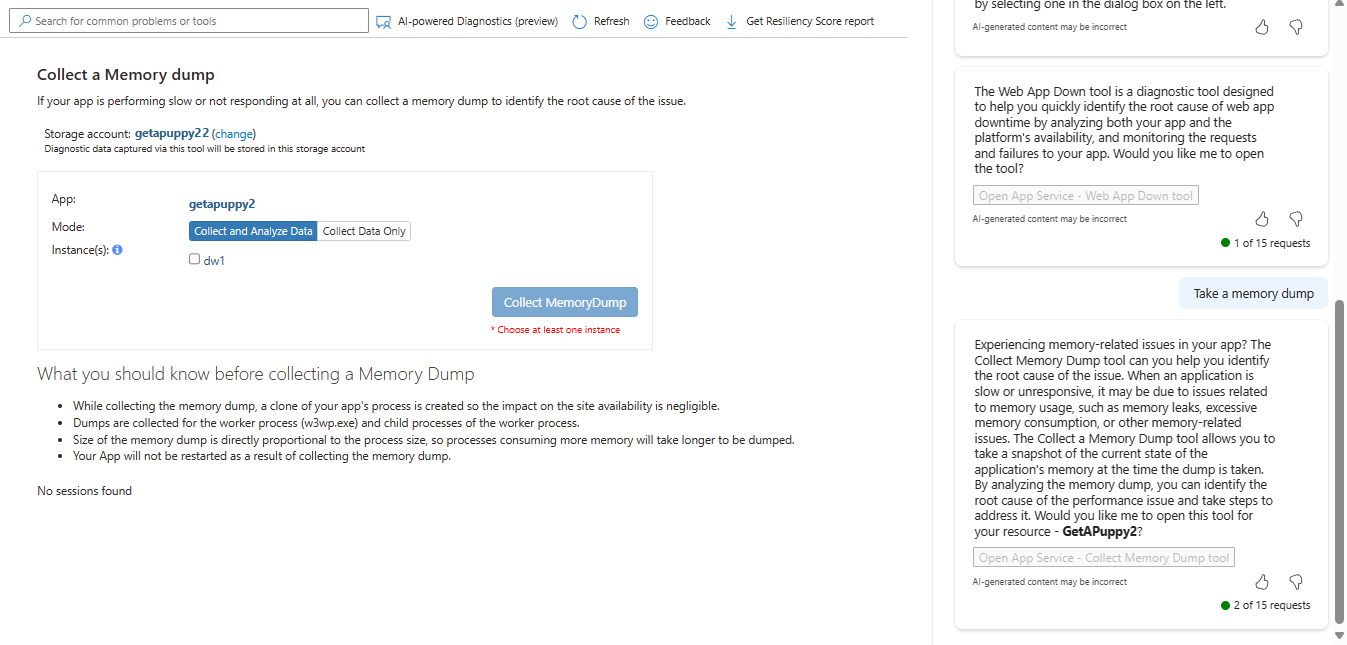 Search for common problems or tools
AI-powered Diagnostics (preview)
Refresh
Feedback
Get Resiliency Score report
Collect a Memory dump
If your app is performing slow or not responding at all, you can collect a memory dump to identify the root cause of the issue.
Storage account: getapuppy22 (change)
Diagnostic data captured via this tool will be stored in this storage account
App: getapuppy2
Mode: Collect and Analyze Data Collect Data Only
Instance(s): dw1
Collect MemoryDump
* Choose at least one instance
What you should know before collecting a Memory Dump
• While collecting the memory dump, a clone of your app's process is created so the impact on the site availability is negligible.
• Dumps are collected for the worker process (w3wp.exe) and child processes of the worker process.
• Size of the memory dump is directly proportional to the process size, so processes consuming more memory will take longer to be dumped.
• Your App will not be restarted as a result of collecting the memory dump.
No sessions found
by selecting one in the dialog box on the left.
AI-generated content may be incorrect
The Web App Down tool is a diagnostic tool designed
to help you quickly identify the root cause of web app
downtime by analyzing both your app and the
platform's availability, and monitoring the requests
and failures to your app. Would you like me to open
the tool?
Open App Service - Web App Down tool
AI-generated content may be incorrect
1 of 15 requests
Take a memory dump
Experiencing memory-related issues in your app? The
Collect Memory Dump tool can you help you identify
the root cause of the issue. When an application is
slow or unresponsive, it may be due to issues related
to memory usage, such as memory leaks, excessive
memory consumption, or other memory-related
issues. The Collect a Memory Dump tool allows you to
take a snapshot of the current state of the
application's memory at the time the dump is taken.
By analyzing the memory dump, you can identify the
root cause of the performance issue and take steps to
address it. Would you like me to open this tool for
your resource - GetAPuppy2?
Open App Service - Collect Memory Dump tool
AI-generated content may be incorrect
2 of 15 requests